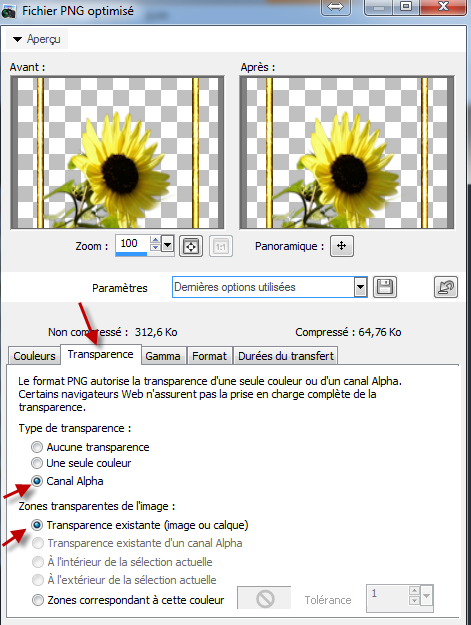 Fichier PNG optimisé
Aperçu
Avant : Après :
Zoom : 100 1:1 Panoramique :
Paramètres Dernières options utilisées
Non compressé : 312,6 Ko Compressé : 64,76 Ko
Couleurs Transparence Gamma Format Durées du transfert
Le format PNG autorise la transparence d'une seule couleur ou d'un canal Alpha.
Certains navigateurs Web n'assurent pas la prise en charge complète de la
transparence.
Type de transparence :
Aucune transparence
Une seule couleur
Canal Alpha
Zones transparentes de l'image :
Transparence existante (image ou calque)
Transparence existante d'un canal Alpha
À l'intérieur de la sélection actuelle
À l'extérieur de la sélection actuelle
Zones correspondant à cette couleur Tolérance 1